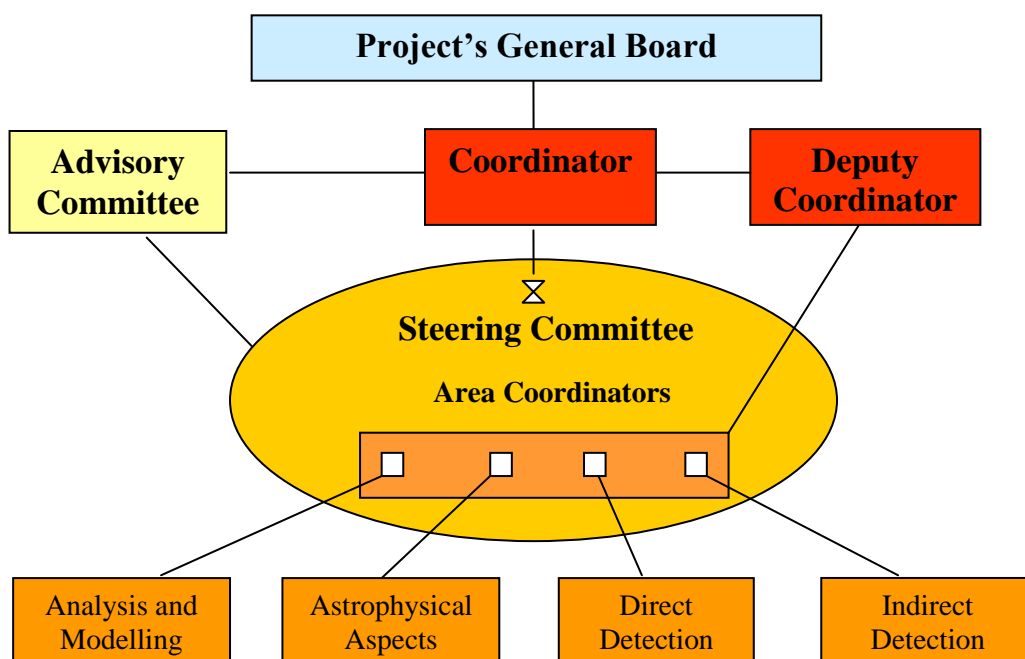 Project's General Board
Advisory
Committee
Coordinator
Deputy
Coordinator
Steering Committee
Area Coordinators
Analysis and
Modelling
Astrophysical
Aspects
Direct
Detection
Indirect
Detection